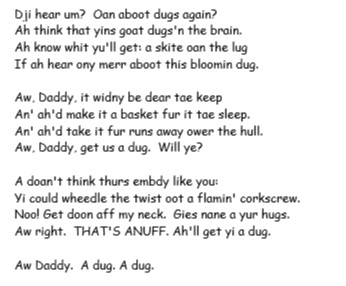 Dji hear um?  Oan aboot dugs again?
Ah think that yins goat dugs'n the brain.
Ah know whit yu'll get: a skite oan the lug
If ah hear ony merr aboot this bloomin dug.

Aw, Daddy, it widny be dear tae keep
An' ah'd make it a basket fur it tae sleep.
An' ah'd take it fur runs away ower the hull.
Aw, Daddy, get us a dug.  Will ye?

A doan't think thurs embdy like you:
Yi could wheedle the twist oot a flamin' corkscrew.
Noo! Get doon aff my neck.  Gies nane a yur hugs.
Aw right.  THAT'S ANUFF. Ah'll get yi a dug.

Aw Daddy.  A dug. A dug.